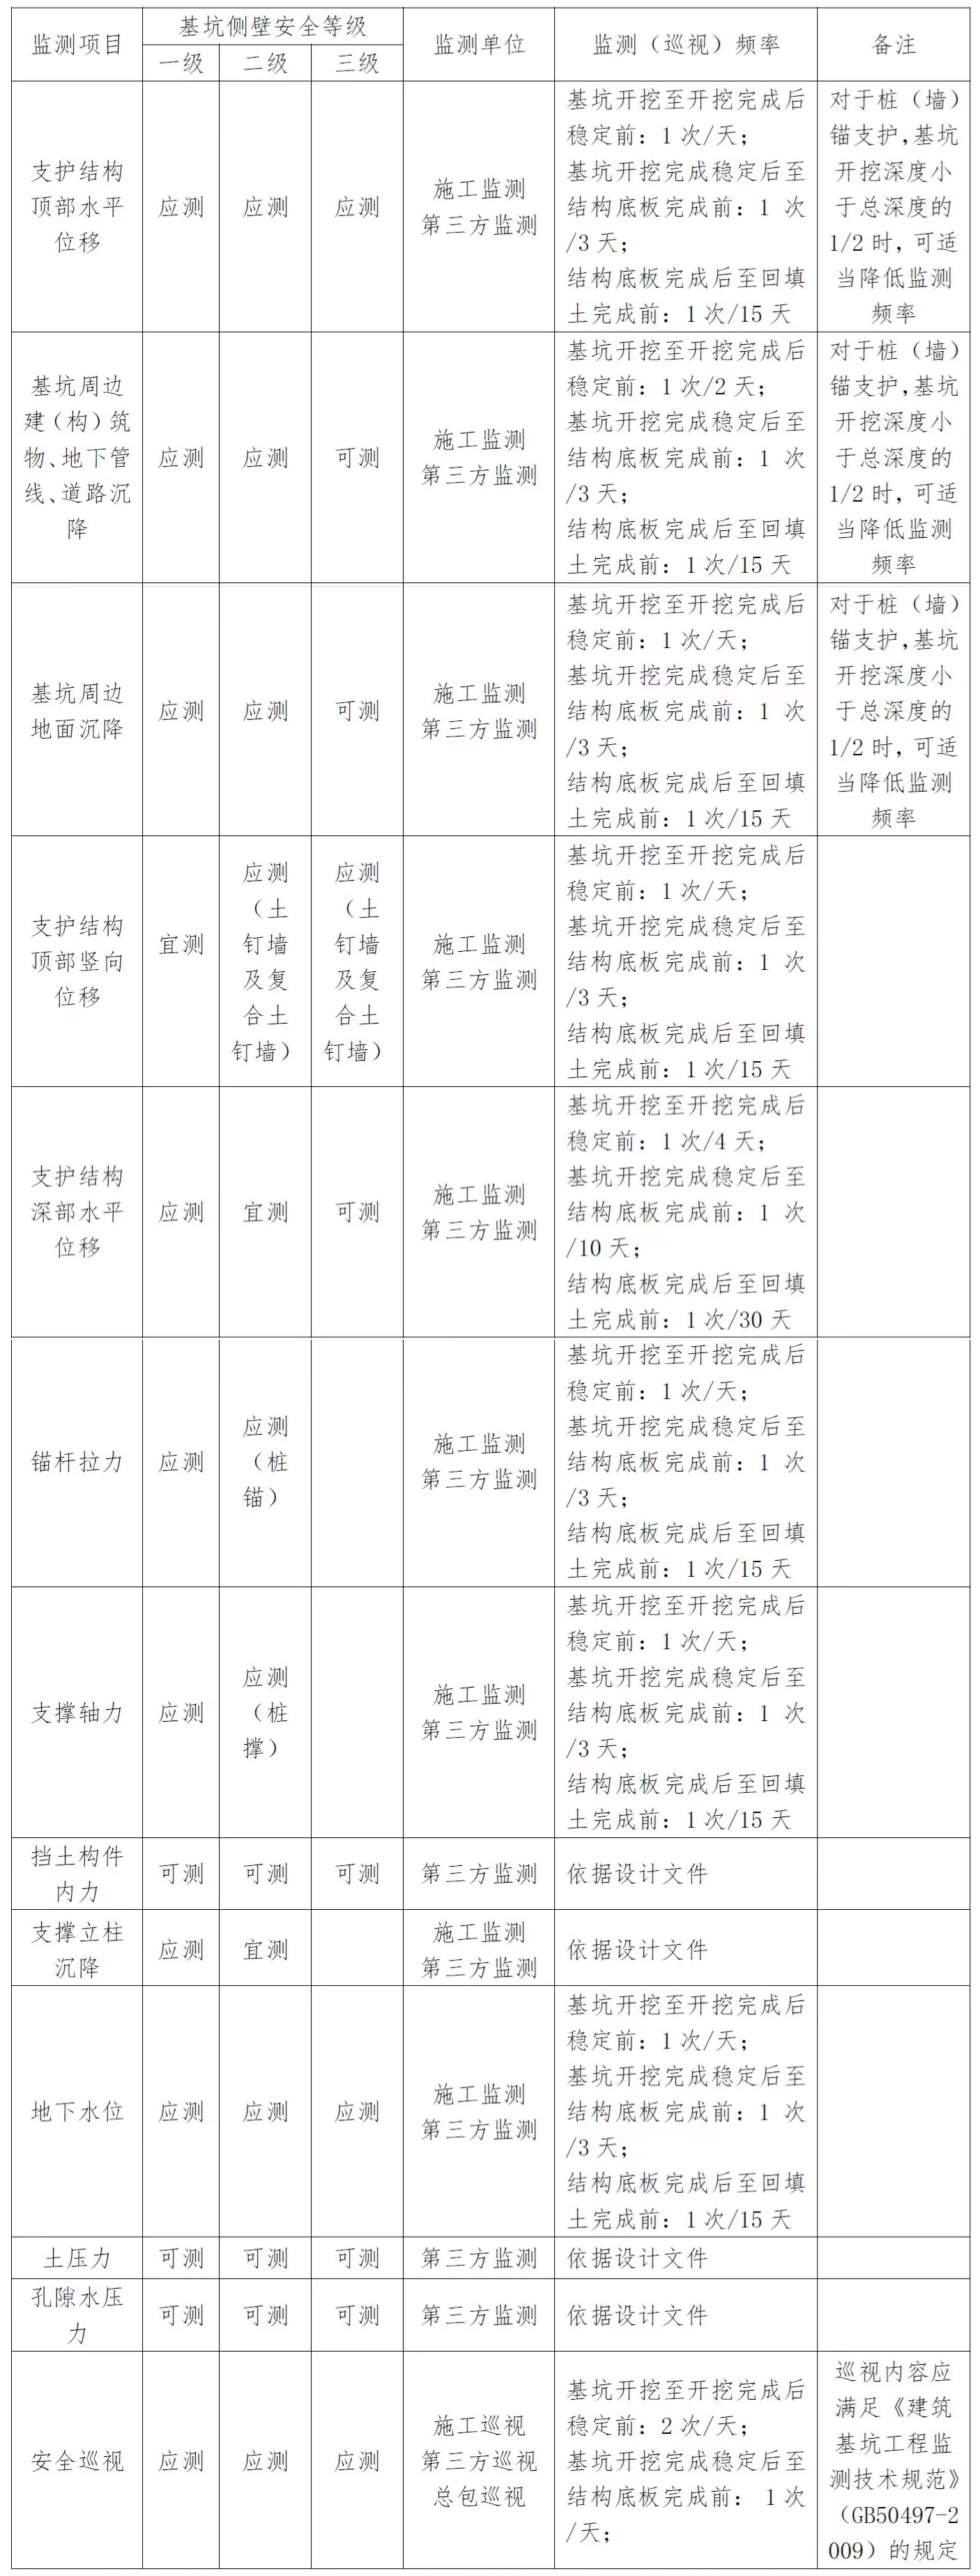 监测项目
基坑侧壁安全等级
监测单位
监测（巡视）频率
备注
一级
二级
三级
支护结构
顶部水平
位移
应测
应测
应测
施工监测
第三方监测
基坑开挖至开挖完成后
稳定前：1次/天；
基坑开挖完成稳定后至
结构底板完成前：1 次
/3天；
结构底板完成后至回填
土完成前：1次/15天
对于桩（墙）
锚支护，基坑
开挖深度小
于总深度的
1/2时，可适
当降低监测
频率
基坑周边
建（构）筑
物、地下管
线、道路沉
降
应测
应测
可测
施工监测
第三方监测
基坑开挖至开挖完成后
稳定前：1次/2天；
基坑开挖完成稳定后至
结构底板完成前：1 次
/3天；
结构底板完成后至回填
土完成前：1次/15天
对于桩（墙）
锚支护，基坑
开挖深度小
于总深度的
1/2时，可适
当降低监测
频率
基坑周边
地面沉降
应测
应测
可测
施工监测
第三方监测
基坑开挖至开挖完成后
稳定前：1次/天；
基坑开挖完成稳定后至
结构底板完成前：1 次
/3天；
结构底板完成后至回填
土完成前：1次/15天
对于桩（墙）
锚支护，基坑
开挖深度小
于总深度的
1/2时，可适
当降低监测
频率
支护结构
顶部竖向
位移
宜测
应测
（土
钉墙
及复
合土
钉墙）
应测
（土
钉墙
及复
合土
钉墙）
施工监测
第三方监测
基坑开挖至开挖完成后
稳定前：1次/天；
基坑开挖完成稳定后至
结构底板完成前：1 次
/3天；
结构底板完成后至回填
土完成前：1次/15天
支护结构
深部水平
位移
应测
宜测
可测
施工监测
第三方监测
基坑开挖至开挖完成后
稳定前：1次/4天；
基坑开挖完成稳定后至
结构底板完成前：1 次
/10天；
结构底板完成后至回填
土完成前：1次/30天
锚杆拉力
应测
应测
（桩
锚）
施工监测
第三方监测
基坑开挖至开挖完成后
稳定前：1次/天；
基坑开挖完成稳定后至
结构底板完成前：1 次
/3天；
结构底板完成后至回填
土完成前：1次/15天
支撑轴力
应测
应测
（桩
撑）
施工监测
第三方监测
基坑开挖至开挖完成后
稳定前：1次/天；
基坑开挖完成稳定后至
结构底板完成前：1 次
/3天；
结构底板完成后至回填
土完成前：1次/15天
挡土构件
内力
可测
可测
可测
第三方监测
依据设计文件
支撑立柱
沉降
应测
宜测
施工监测
第三方监测
依据设计文件
地下水位
应测
应测
应测
施工监测
第三方监测
基坑开挖至开挖完成后
稳定前：1次/天；
基坑开挖完成稳定后至
结构底板完成前：1 次
/3天；
结构底板完成后至回填
土完成前：1次/15天
土压力
可测
可测
可测
第三方监测
依据设计文件
孔隙水压
力
可测
可测
可测
第三方监测
依据设计文件
安全巡视
应测
应测
应测
施工巡视
第三方巡视
总包巡视
基坑开挖至开挖完成后
稳定前：2次/天；
基坑开挖完成稳定后至
结构底板完成前： 1次
/天；
巡视内容应
满足《建筑
基坑工程监
测技术规范》
（GB50497-2
009）的规定